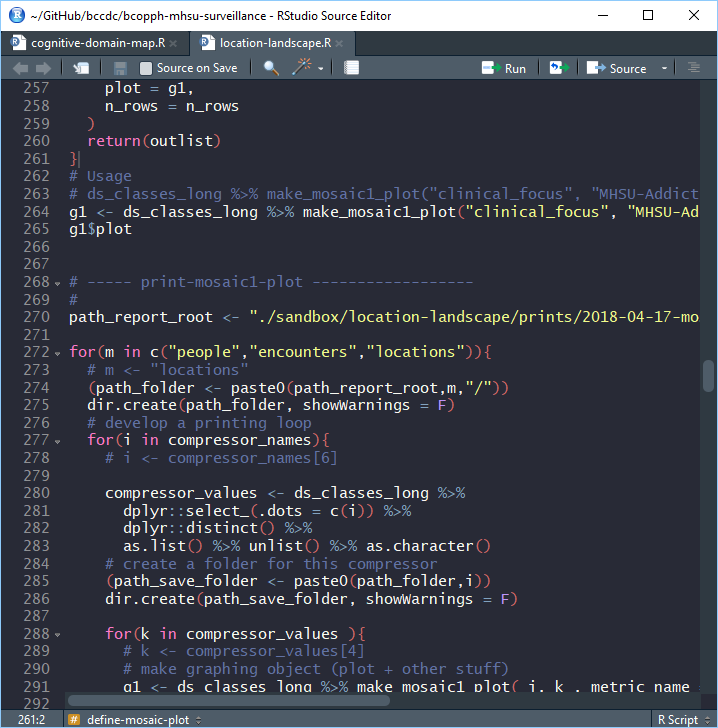 ~/GitHub/bccdc/bcopph-mhsu-surveillance - RStudio Source Editor
cognitive-domain-map.R location-landscape.R
Source on Save Run Source
257 plot = g1,
258 n_rows = n_rows
259 )
260 return(outlist)
261 }
262 # Usage
263 # ds_classes_long %>% make_mosaic1_plot("clinical_focus", "MHSU-Addict
264 g1 <- ds_classes_long %>% make_mosaic1_plot("clinical_focus", "MHSU-Ad
265 g1$plot
266
267
268 # ----- print-mosaic1-plot ------------------
269 #
270 path_report_root <- "./sandbox/location-landscape/prints/2018-04-17-mo
271
272 for(m in c("people","encounters","locations")){
273 # m <- "locations"
274 (path_folder <- paste0(path_report_root,m,"/"))
275 dir.create(path_folder, showWarnings = F)
276 # develop a printing loop
277 for(i in compressor_names){
278 # i <- compressor_names[6]
279
280 compressor_values <- ds_classes_long %>%
281 dplyr::select_(.dots = c(i)) %>%
282 dplyr::distinct() %>%
283 as.list() %>% unlist() %>% as.character()
284 # create a folder for this compressor
285 (path_save_folder <- paste0(path_folder,i))
286 dir.create(path_save_folder, showWarnings = F)
287
288 for(k in compressor_values ){
289 # k <- compressor_values[4]
290 # make graphing object (plot + other stuff)
291 g1 <- ds_classes_long %>% make_mosaic1_plot( i, k , metric_name
292
261:2 # define-mosaic-plot R Script